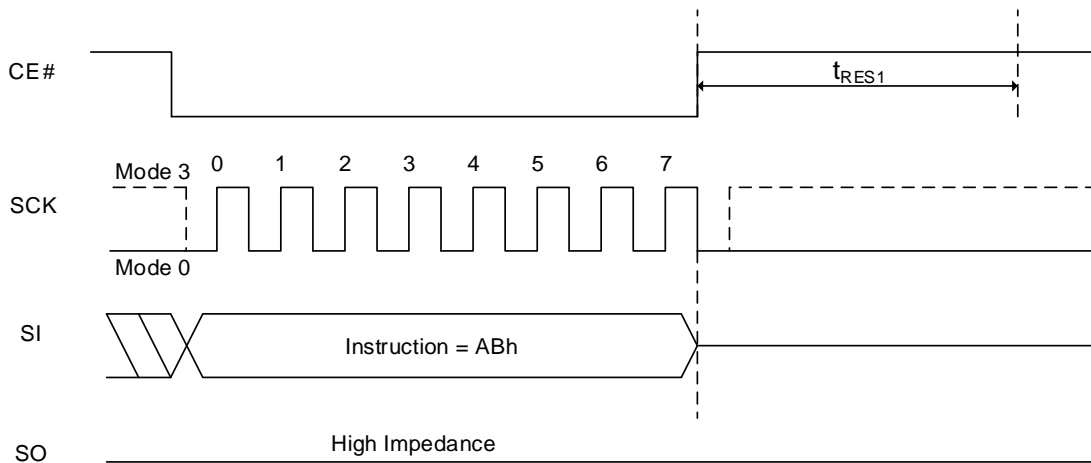 CE#
tRES1
Mode 3
0 1 2 3 4 5 6 7
SCK
Mode 0
SI
Instruction = ABh
High Impedance
SO